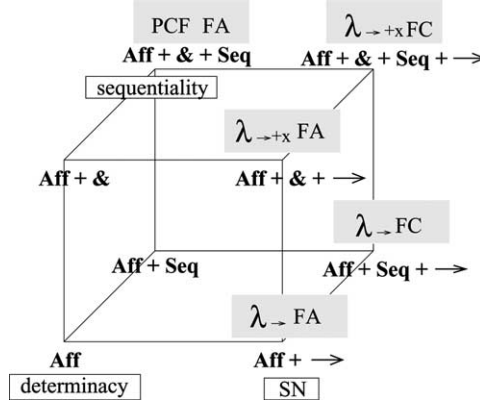 PCF FA
Aff + & + Seq
λ→+x FC
Aff + & + Seq + →
sequentiality
λ→+x FA
Aff + &
Aff + & + →
λ→ FC
Aff + Seq
Aff + Seq + →
λ→ FA
Aff
Aff + →
determinacy
SN